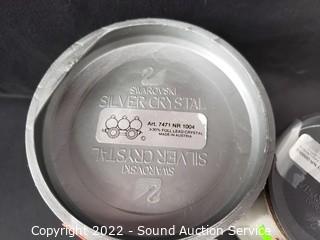 SWAROVSKI
SILVER CRYSTAL
Art. 7471 NR 1004
>30% FULL LEAD CRYSTAL
MADE IN AUSTRIA
SILVER CRYSTAL
SWAROVSKI
Copyright 2022 - Sound Auction Service